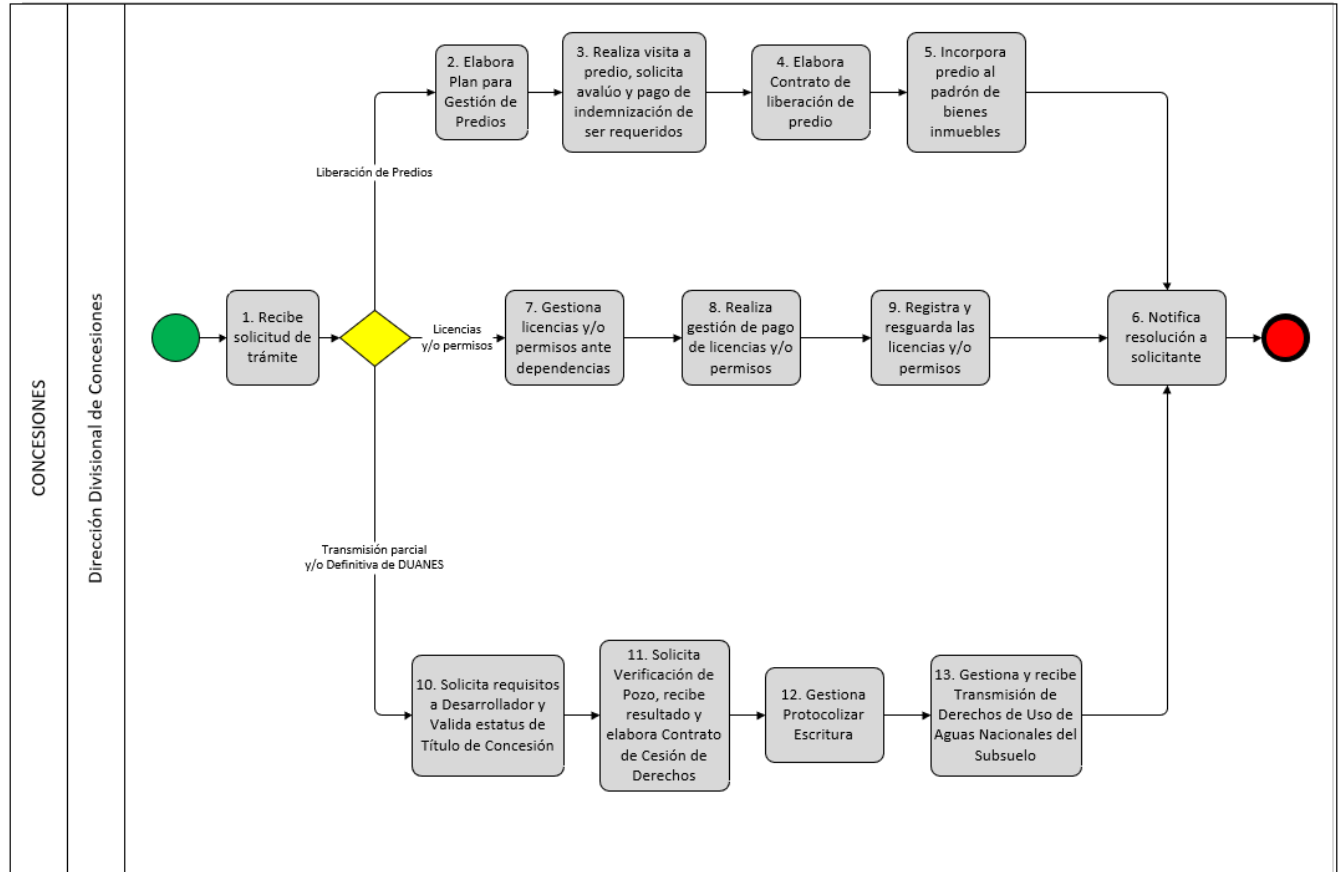 CONCESIONES
Dirección Divisional de Concesiones
2. Elabora
Plan para
Gestión de
Predios
3. Realiza visita a
predio, solicita
avalúo y pago de
indemnización de
ser requeridos
4. Elabora
Contrato de
liberación de
predio
5. Incorpora
predio al
padrón de
bienes
inmuebles
Liberación de Predios
1. Recibe
solicitud de
trámite
Licencias
y/o permisos
7. Gestiona
licencias y/o
permisos ante
dependencias
8. Realiza
gestión de pago
de licencias y/o
permisos
9. Registra y
resguarda las
licencias y/o
permisos
6. Notifica
resolución a
solicitante
Transmisión parcial
y/o Definitiva de DUANES
10. Solicita requisitos
a Desarrollador y
Valida estatus de
Título de Concesión
11. Solicita
Verificación de
Pozo, recibe
resultado y
elabora Contrato
de Cesión de
Derechos
12. Gestiona
Protocolizar
Escritura
13. Gestiona y recibe
Transmisión de
Derechos de Uso de
Aguas Nacionales del
Subsuelo